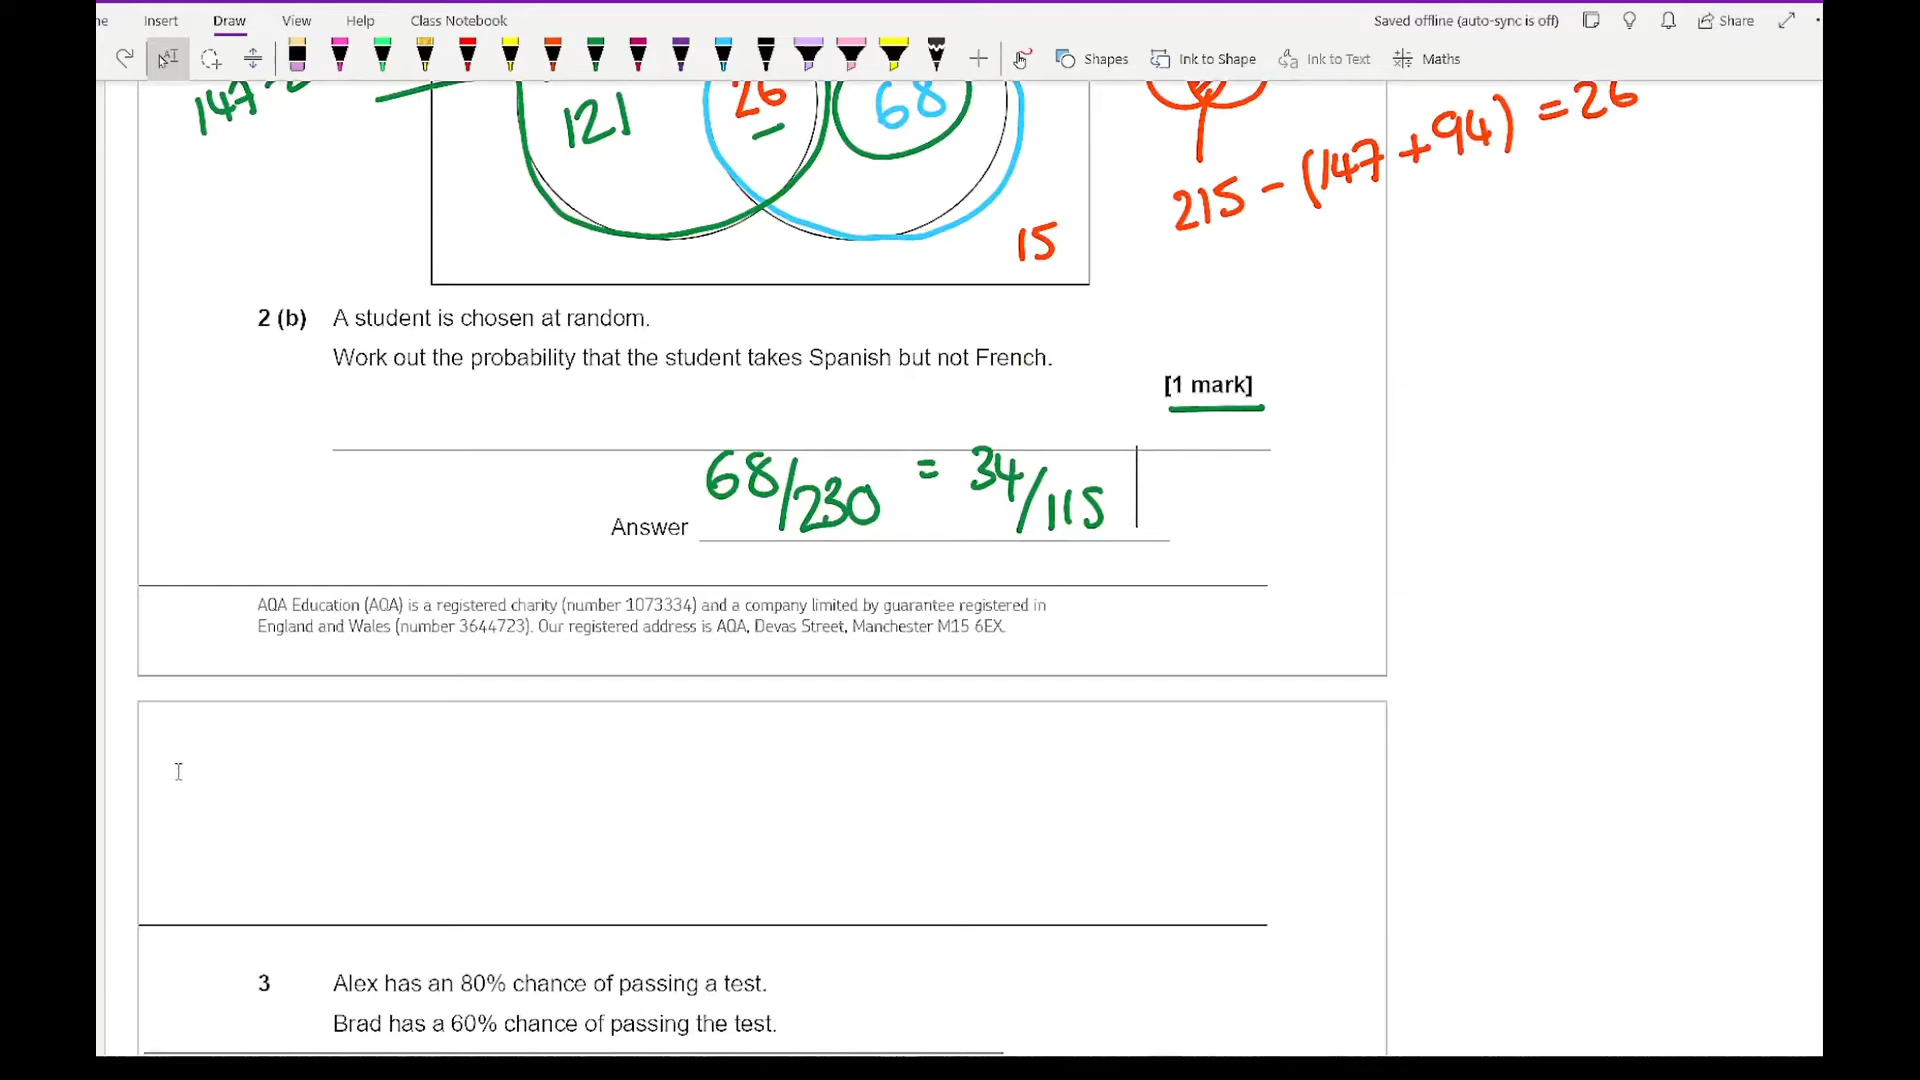 Insert Draw View Help Class Notebook Saved offline (auto-sync is off) Share
Shapes Ink to Shape Ink to Text Maths
147
121
26
68
215 - (147 + 94) = 26
15
2 (b) A student is chosen at random.
Work out the probability that the student takes Spanish but not French.
[1 mark]
68/230 = 34/115
Answer
AQA Education (AQA) is a registered charity (number 1073334) and a company limited by guarantee registered in
England and Wales (number 3644723). Our registered address is AQA, Devas Street, Manchester M15 6EX.
3 Alex has an 80% chance of passing a test.
Brad has a 60% chance of passing the test.